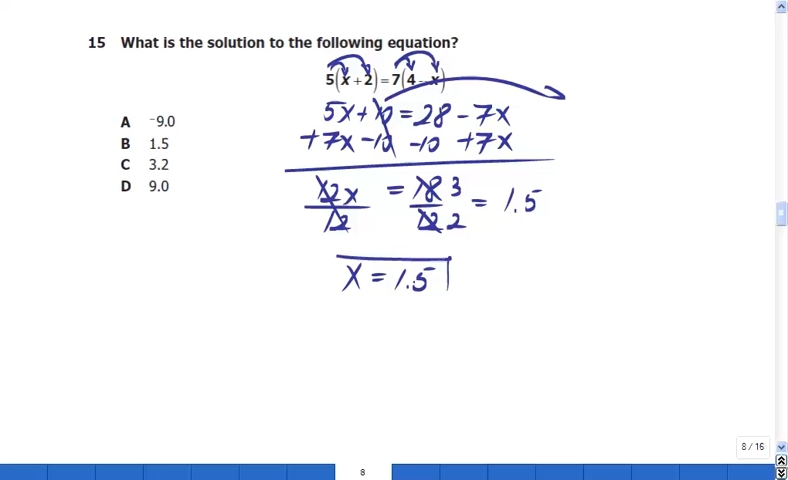 15 What is the solution to the following equation?
5(x + 2) = 7(4 - x)
5x + 10 = 28 - 7x
+ 7x - 10 - 10 + 7x
A -9.0
B 1.5
C 3.2
D 9.0
12x = 18 3 = 1.5
12 12 2
x = 1.5
8 / 16
8